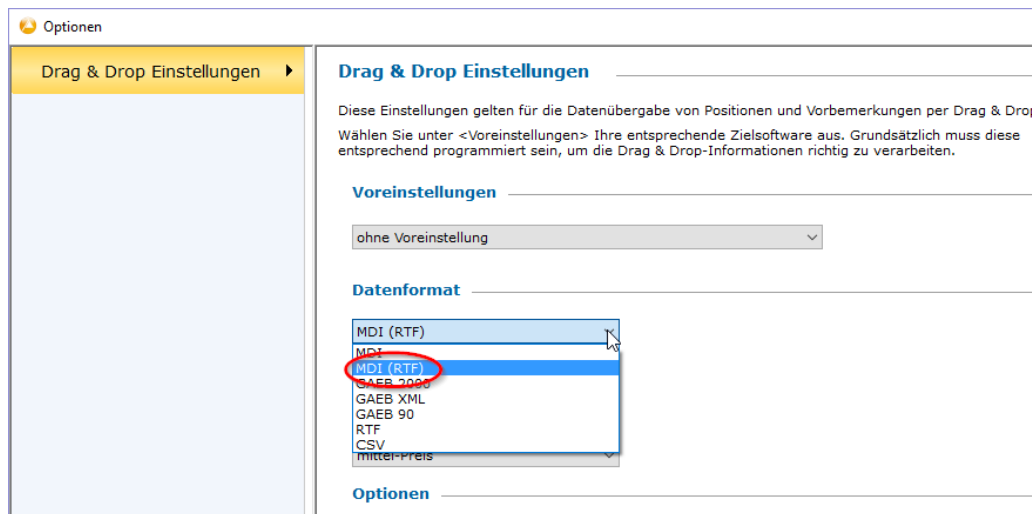 Optionen
Drag & Drop Einstellungen
Drag & Drop Einstellungen
Diese Einstellungen gelten für die Datenübergabe von Positionen und Vorbemerkungen per Drag & Drop
Wählen Sie unter <Voreinstellungen> Ihre entsprechende Zielsoftware aus. Grundsätzlich muss diese
entsprechend programmiert sein, um die Drag & Drop-Informationen richtig zu verarbeiten.
Voreinstellungen
ohne Voreinstellung
Datenformat
MDI (RTF)
MDI
MDI (RTF)
GAEB 2000
GAEB XML
GAEB 90
RTF
CSV
mittel-Preis
Optionen